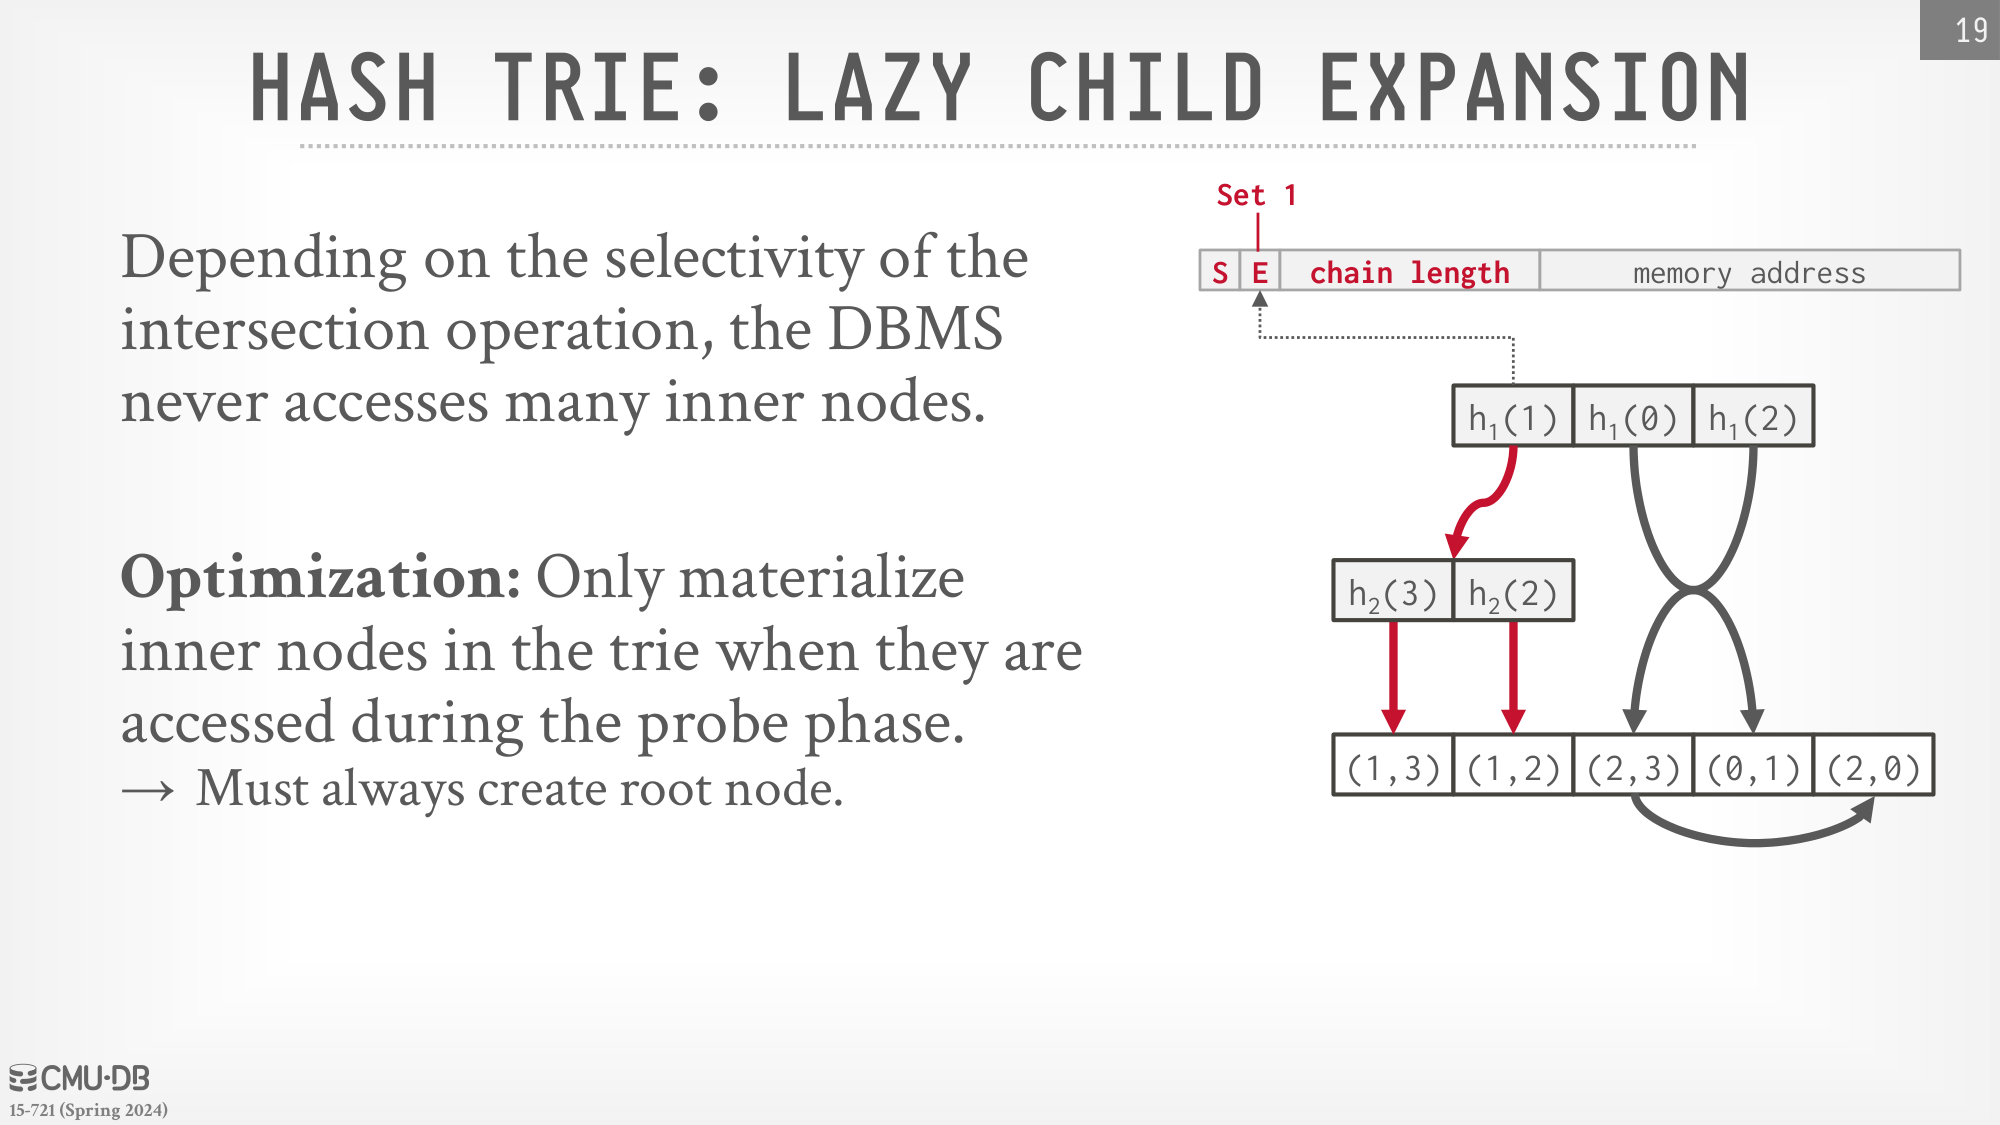 19
HASH TRIE: LAZY CHILD EXPANSION
Depending on the selectivity of the
intersection operation, the DBMS
never accesses many inner nodes.
Optimization: Only materialize
inner nodes in the trie when they are
accessed during the probe phase.
→ Must always create root node.
Set 1
S E chain length memory address
h₁(1) h₁(0) h₁(2)
h₂(3) h₂(2)
(1,3) (1,2) (2,3) (0,1) (2,0)
CMU·DB
15-721 (Spring 2024)